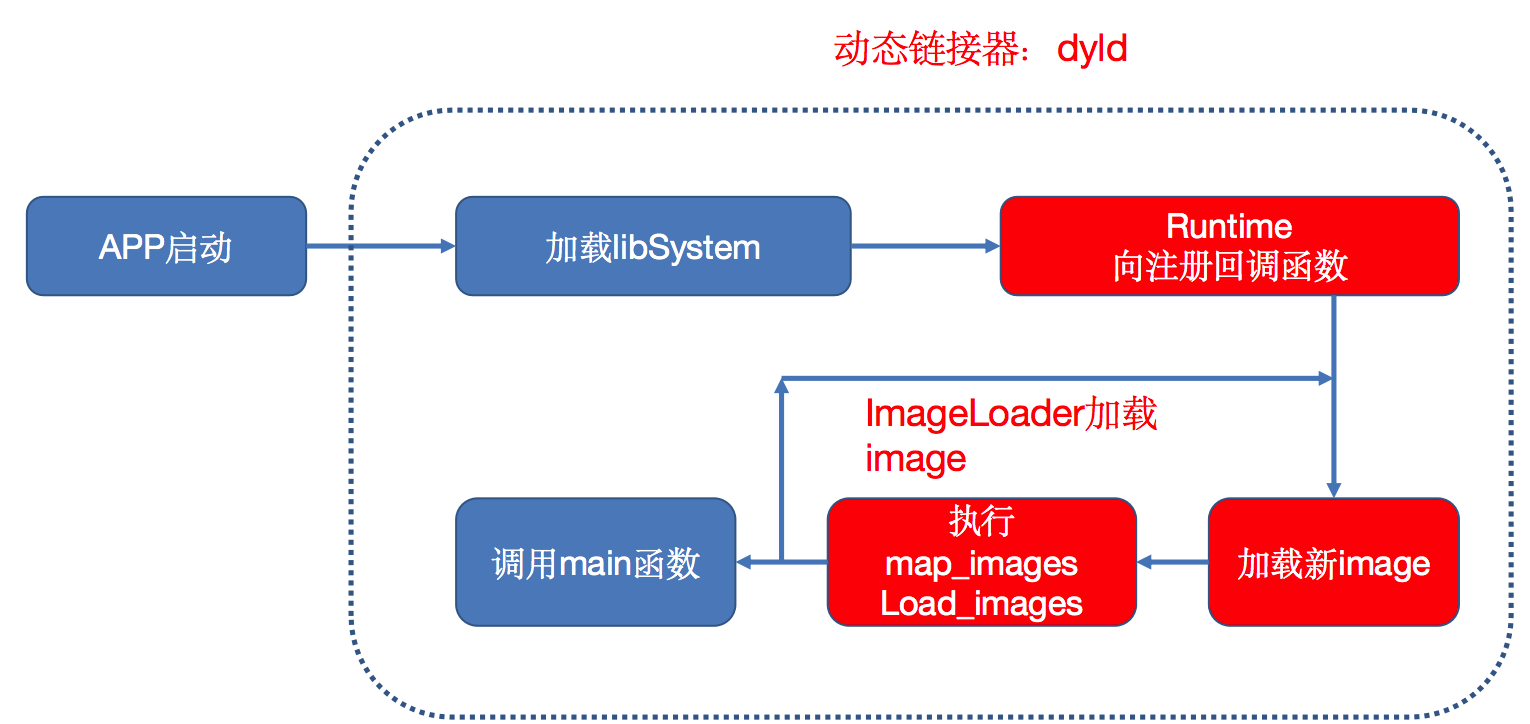 动态链接器：dyld
APP启动
加载libSystem
Runtime
向注册回调函数
ImageLoader加载
image
调用main函数
执行
map_images
Load_images
加载新image